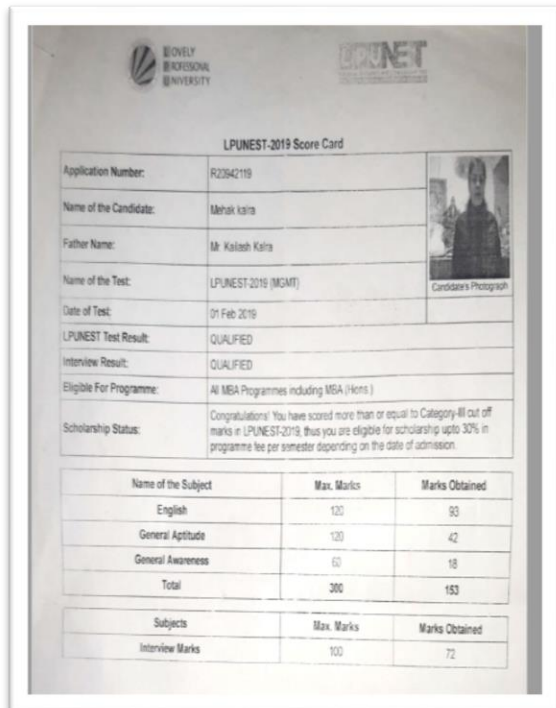 LOVELY
PROFESSIONAL
UNIVERSITY
LPUNEST
LPUNEST-2019 Score Card
Application Number: R20942119
Name of the Candidate: Mehak kalra
Father Name: Mr. Kailash Kalra
Name of the Test: LPUNEST-2019 (MGMT)
Candidate's Photograph
Date of Test: 01 Feb 2019
LPUNEST Test Result: QUALIFIED
Interview Result: QUALIFIED
Eligible For Programme: All MBA Programmes including MBA (Hons.)
Scholarship Status: Congratulations! You have scored more than or equal to Category-III cut off
marks in LPUNEST-2019, thus you are eligible for scholarship upto 30% in
programme fee per semester depending on the date of admission.
Name of the Subject Max. Marks Marks Obtained
English 120 93
General Aptitude 120 42
General Awareness 60 18
Total 300 153
Subjects Max. Marks Marks Obtained
Interview Marks 100 72